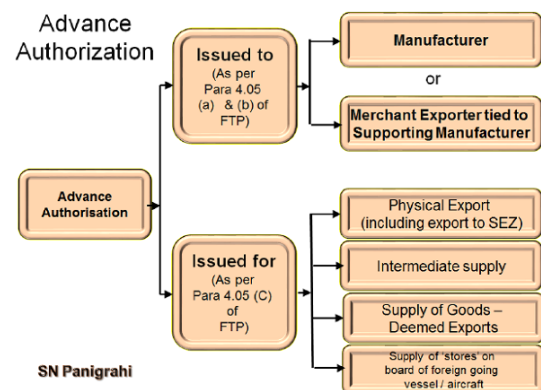 Advance
Authorization
Issued to
(As per
Para 4.05
(a) & (b) of
FTP)
Manufacturer
or
Merchant Exporter tied to
Supporting Manufacturer
Advance
Authorisation
Issued for
(As per
Para 4.05 (C)
of
FTP)
Physical Export
(including export to SEZ)
Intermediate supply
Supply of Goods –
Deemed Exports
Supply of 'stores' on
board of foreign going
vessel / aircraft
SN Panigrahi